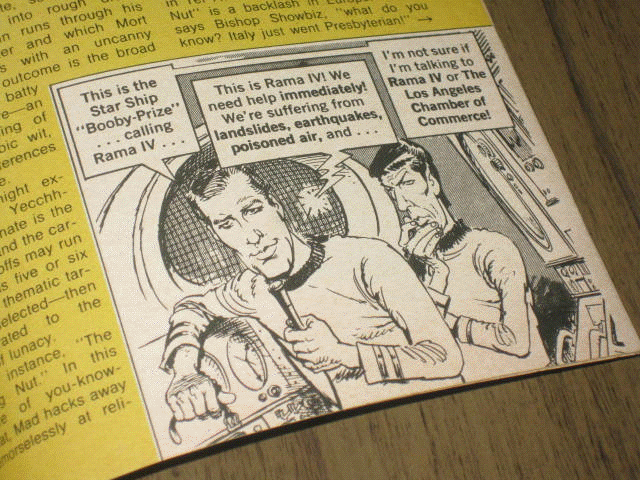 into rough
n runs through his
er and which Mort
s with an uncanny
outcome is the broad
batty
re—an
ing of
bic wit,
ferences
e.
ight ex-
Yecchh-
nate is the
nd the car-
offs may run
s five or six
thematic tar-
elected—then
ated to the
f lunacy.
instance, "The
g Nut." In this
e of you-know-
at, Mad hacks away
morselessly at reli-
Nut" is a backlash in
says Bishop Showbiz, "what do you
know? Italy just went Presbyterian!" →
This is the
Star Ship
"Booby-Prize"
. . . . calling
Rama IV . . .
This is Rama IV! We
need help immediately!
We're suffering from
landslides, earthquakes,
poisoned air, and . . . .
I'm not sure if
I'm talking to
Rama IV or The
Los Angeles
Chamber of
Commerce!